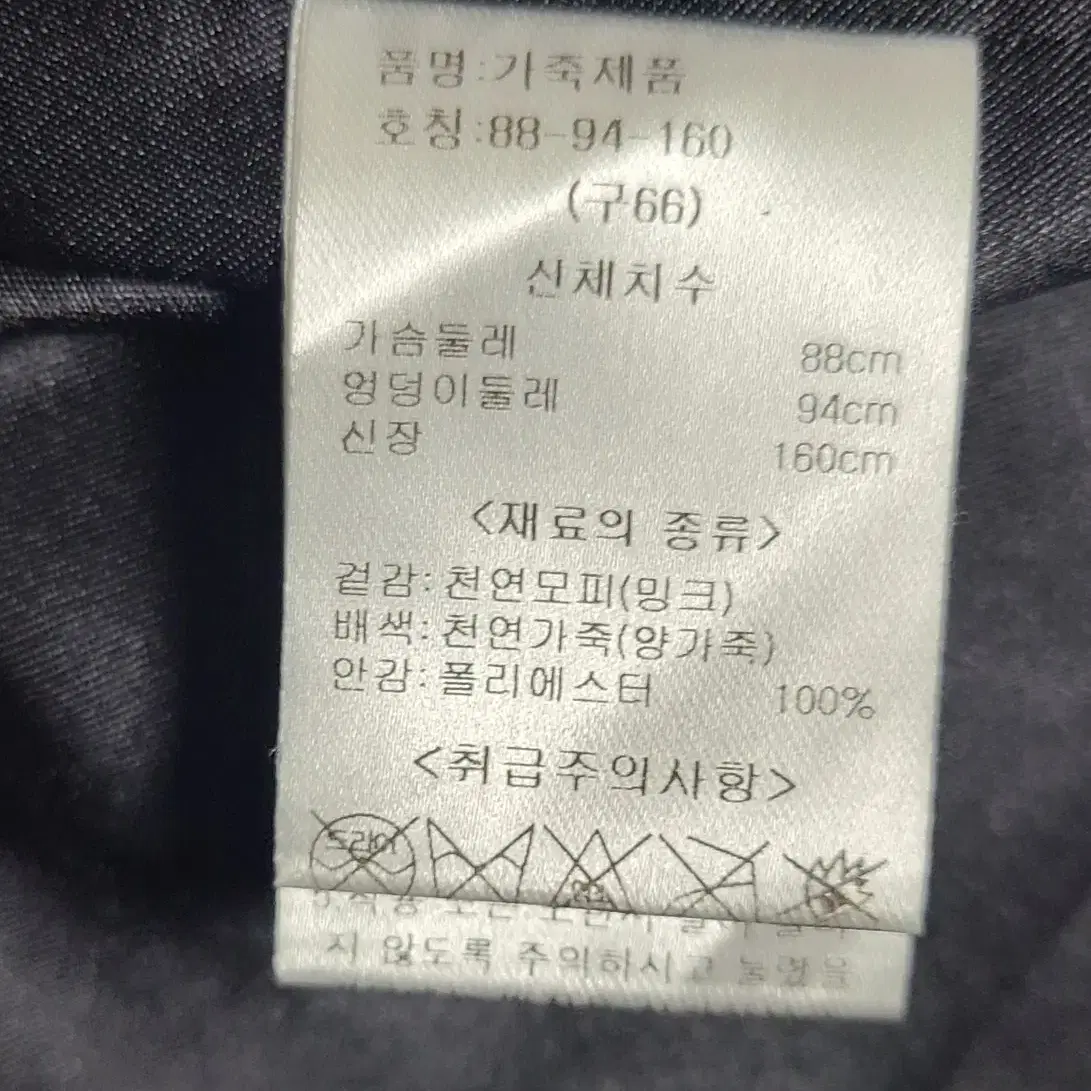 품명:가죽제품
호칭:88-94-160
(구66)
신체치수
가슴둘레 88cm
엉덩이둘레 94cm
신장 160cm
<재료의 종류>
겉감:천연모피(밍크)
배색:천연가죽(양가죽)
안감:폴리에스터 100%
<취급주의사항>
드라이
지 않도록 주의하시고